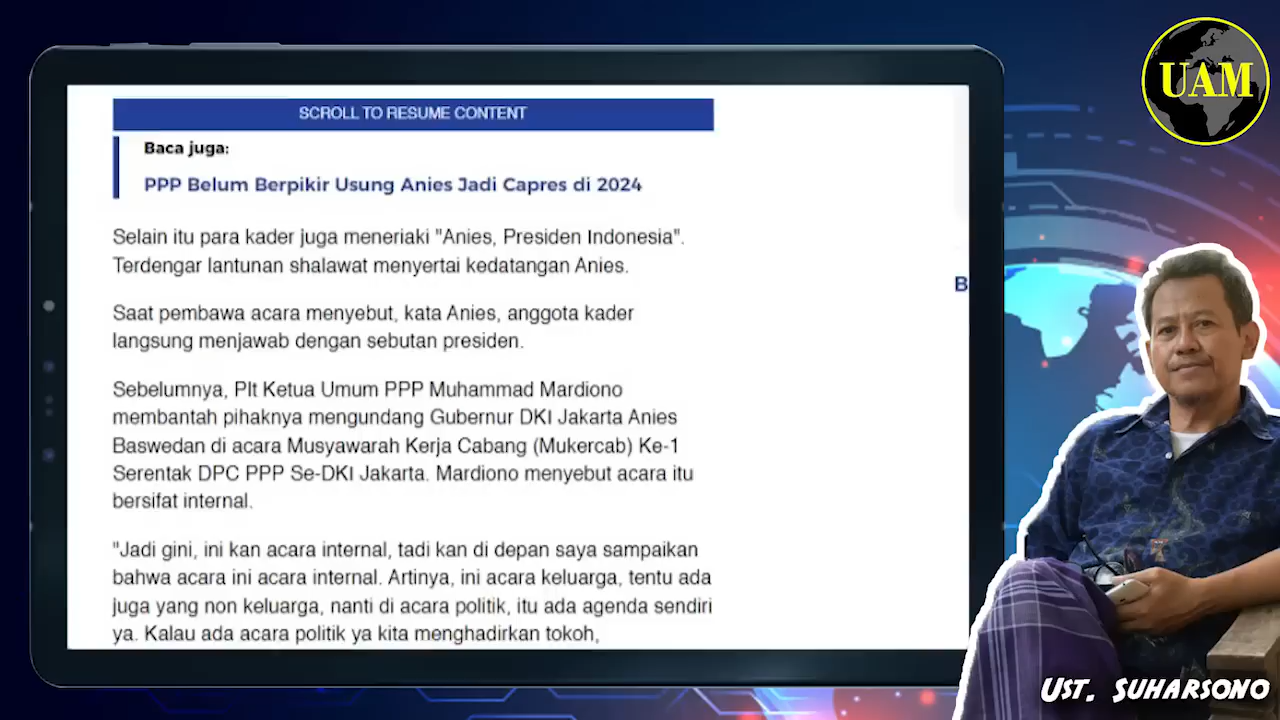 SCROLL TO RESUME CONTENT
Baca juga:
PPP Belum Berpikir Usung Anies Jadi Capres di 2024
Selain itu para kader juga meneriaki "Anies, Presiden Indonesia".
Terdengar lantunan shalawat menyertai kedatangan Anies.
Saat pembawa acara menyebut, kata Anies, anggota kader
langsung menjawab dengan sebutan presiden.
Sebelumnya, Plt Ketua Umum PPP Muhammad Mardiono
membantah pihaknya mengundang Gubernur DKI Jakarta Anies
Baswedan di acara Musyawarah Kerja Cabang (Mukercab) Ke-1
Serentak DPC PPP Se-DKI Jakarta. Mardiono menyebut acara itu
bersifat internal.
"Jadi gini, ini kan acara internal, tadi kan di depan saya sampaikan
bahwa acara ini acara internal. Artinya, ini acara keluarga, tentu ada
juga yang non keluarga, nanti di acara politik, itu ada agenda sendiri
ya. Kalau ada acara politik ya kita menghadirkan tokoh,
B
UAM
UST. SUHARSONO